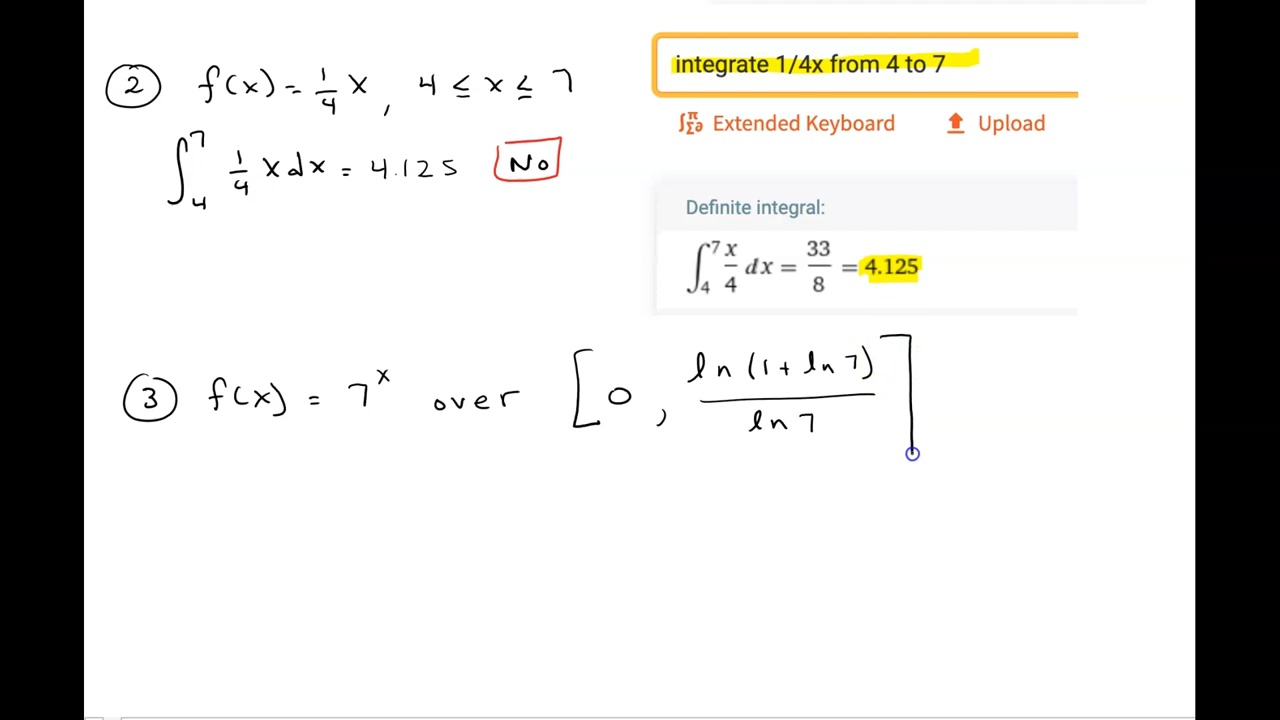 ② f(x) = 1/4 x, 4 ≤ x ≤ 7
∫₄⁷ 1/4 x dx = 4.125 No
integrate 1/4x from 4 to 7
Extended Keyboard Upload
Definite integral:
∫₄⁷ x/4 dx = 33/8 = 4.125
③ f(x) = 7^x over [0, ln(1 + ln 7)/ln 7]